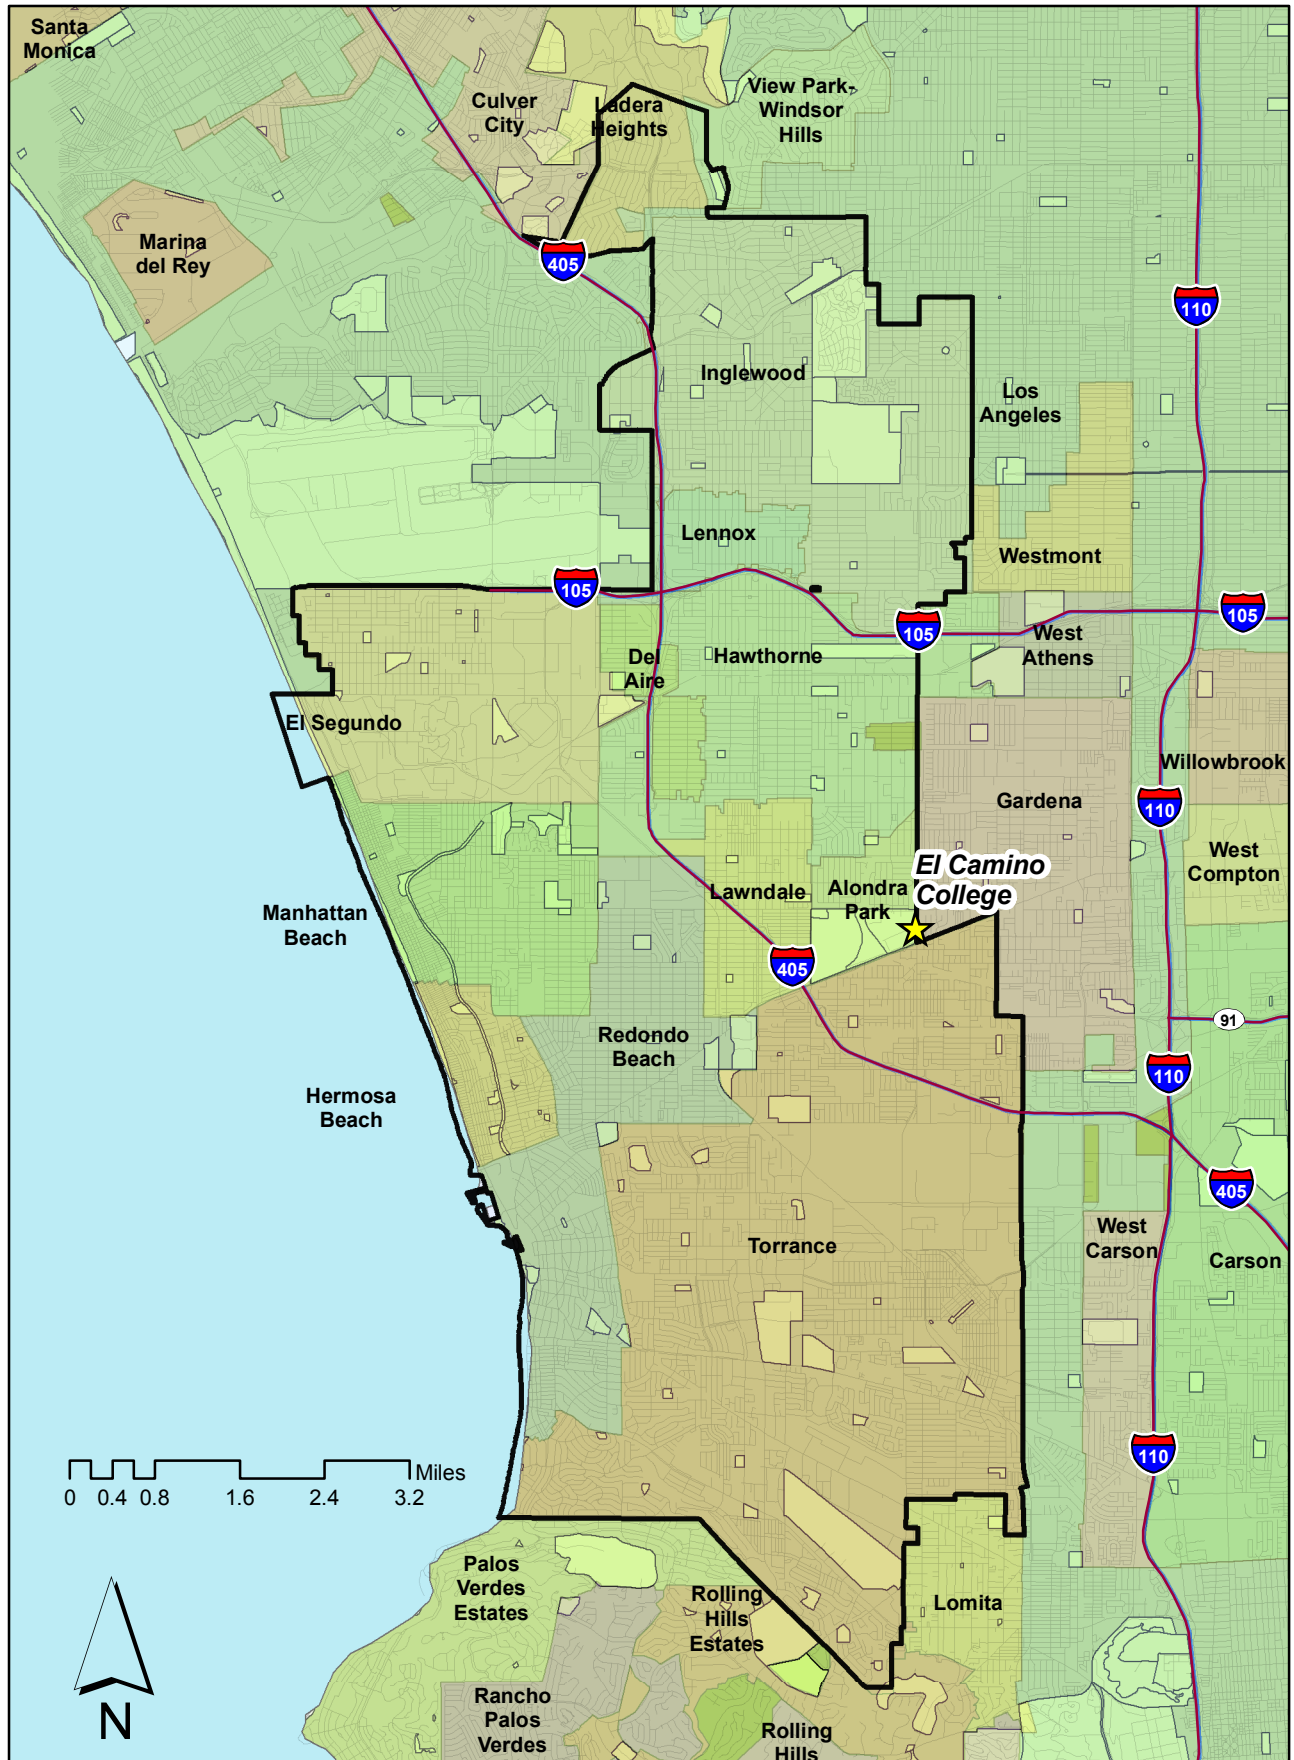 Santa
Monica
Culver
City
Ladera
Heights
View Park-
Windsor
Hills
Marina
del Rey
405
110
Inglewood
Los
Angeles
Lennox
Westmont
105
105
105
West
Athens
Del
Aire
Hawthorne
El Segundo
Willowbrook
Gardena
110
West
Compton
El Camino
College
Lawndale
Alondra
Park
Manhattan
Beach
405
91
Redondo
Beach
110
Hermosa
Beach
405
West
Carson
Carson
Torrance
110
Miles
0 0.4 0.8 1.6 2.4 3.2
Palos
Verdes
Estates
Rolling
Hills
Estates
Lomita
N
Rancho
Palos
Verdes
Rolling
Hills